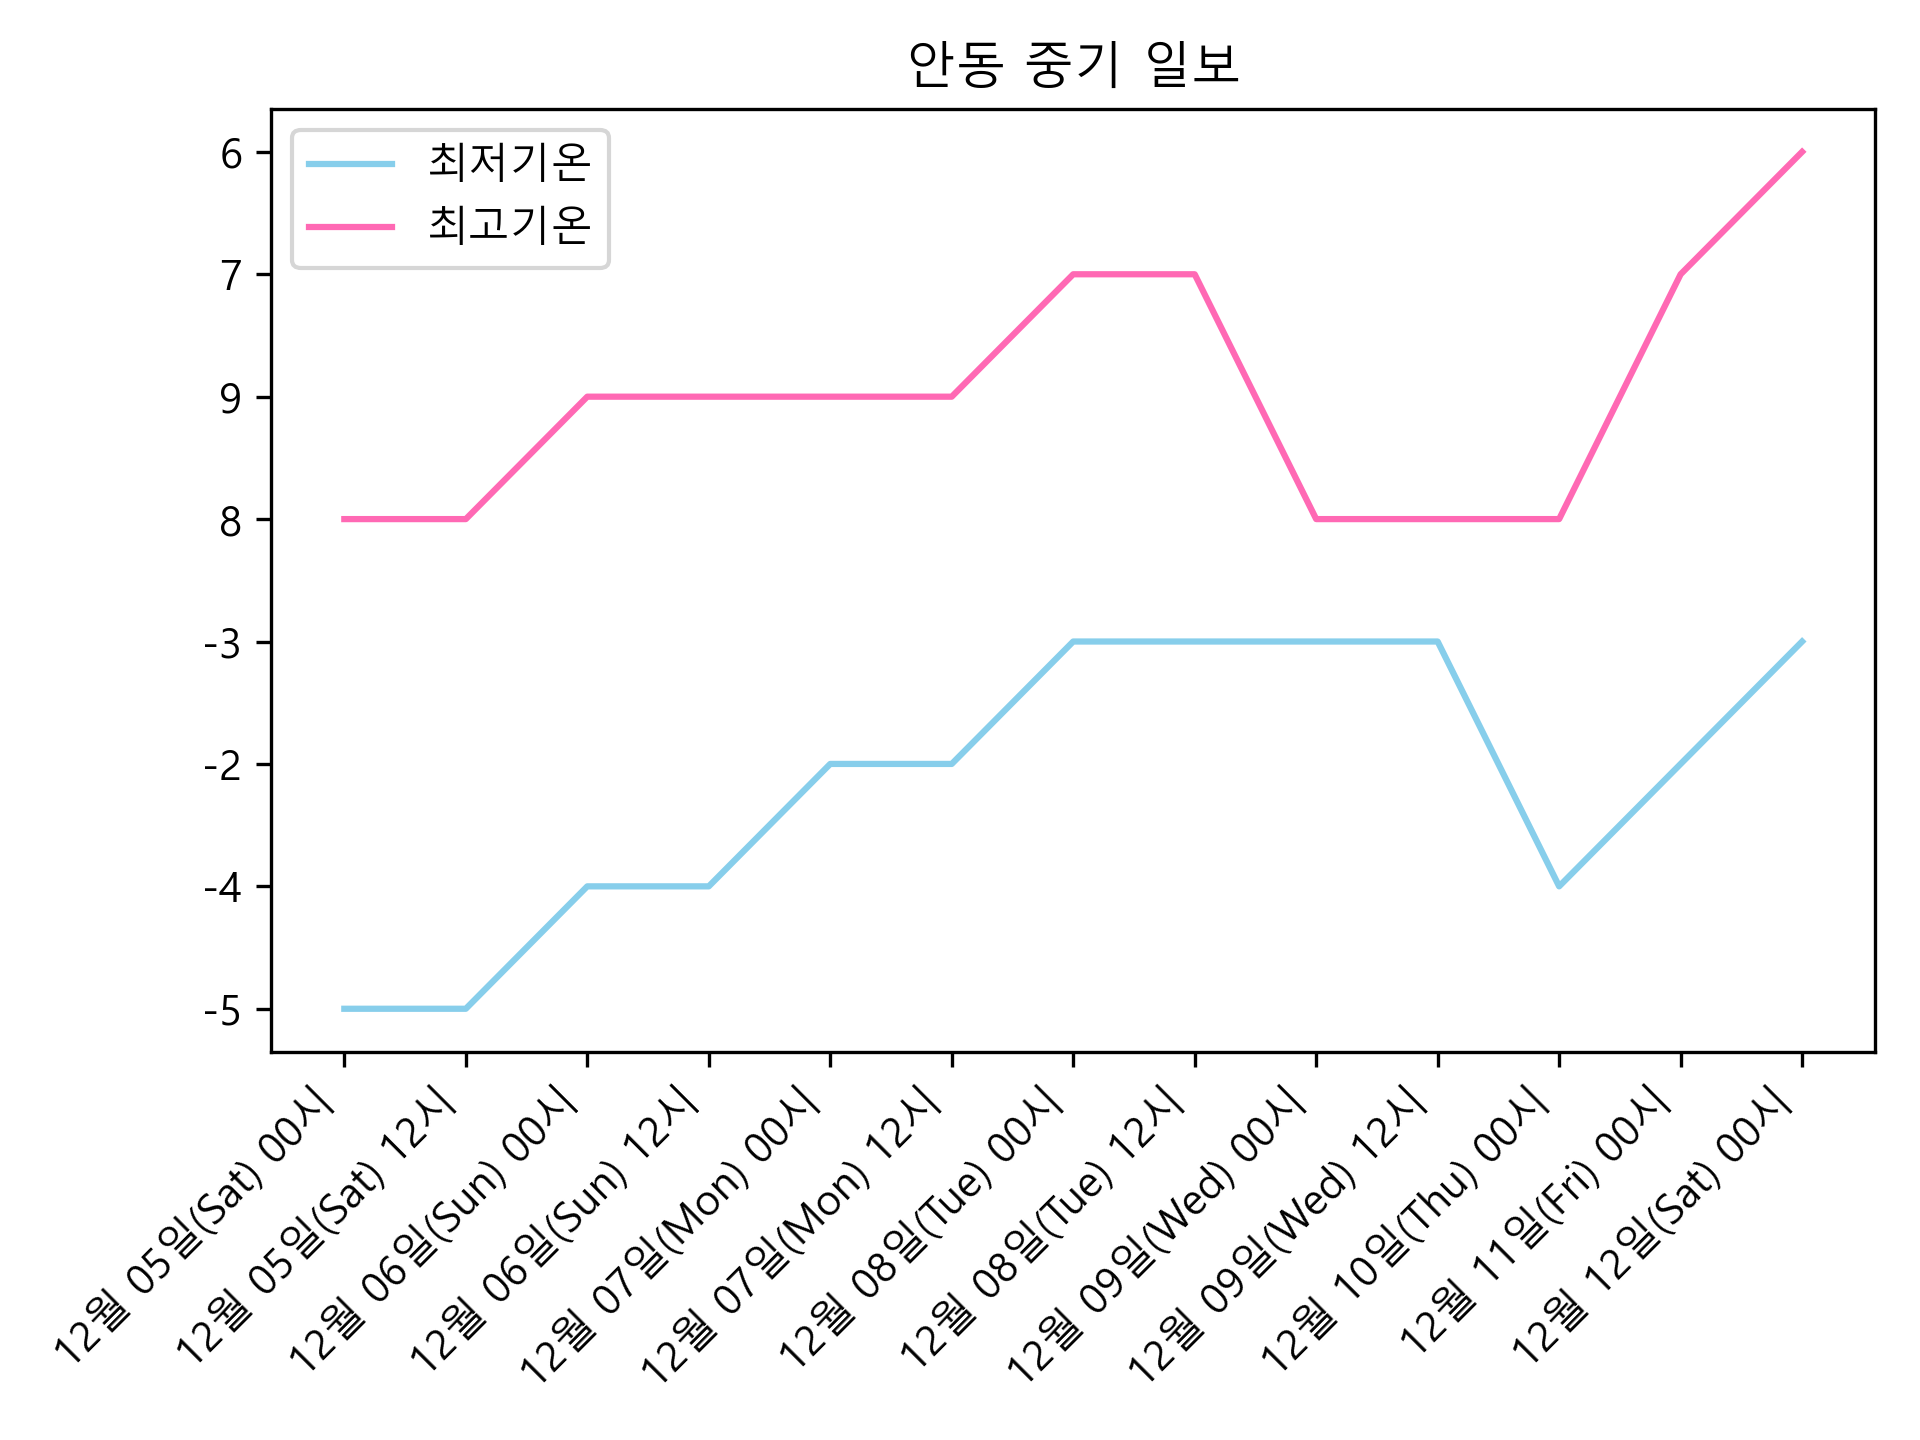 안동 중기 일보
최저기온
최고기온
6
7
9
8
-3
-2
-4
-5
12월 05일(Sat) 00시
12월 05일(Sat) 12시
12월 06일(Sun) 00시
12월 06일(Sun) 12시
12월 07일(Mon) 00시
12월 07일(Mon) 12시
12월 08일(Tue) 00시
12월 08일(Tue) 12시
12월 09일(Wed) 00시
12월 09일(Wed) 12시
12월 10일(Thu) 00시
12월 11일(Fri) 00시
12월 12일(Sat) 00시